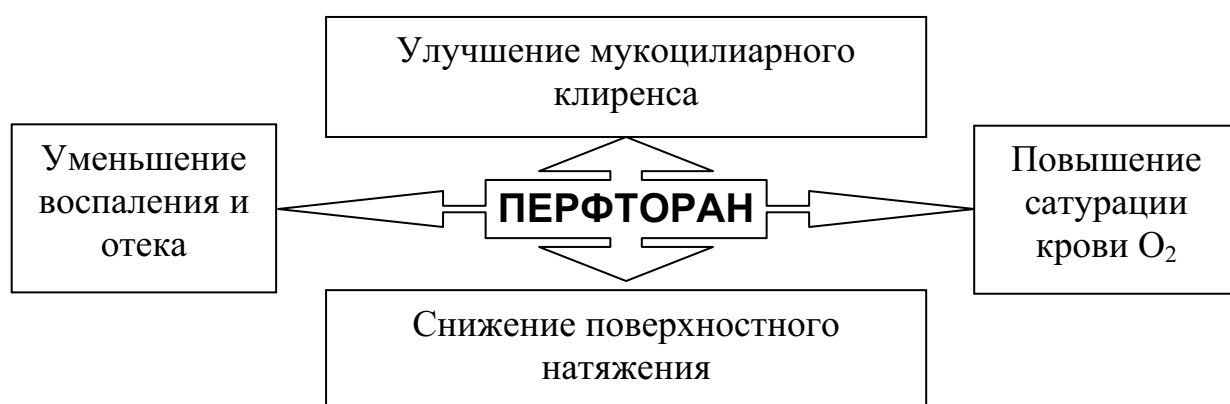 Улучшение мукоцилиарного
клиренса
Уменьшение
воспаления и
отека
ПЕРФТОРАН
Повышение
сатурации
крови O₂
Снижение поверхностного
натяжения